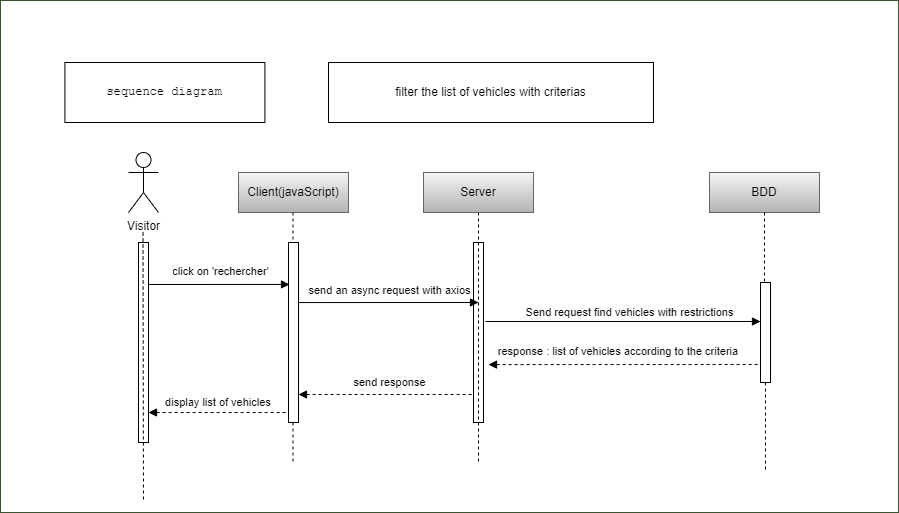 sequence diagram
filter the list of vehicles with criterias
Client(javaScript)
Server
BDD
Visitor
click on 'rechercher'
send an async request with axios
Send request find vehicles with restrictions
response : list of vehicles according to the criteria
send response
display list of vehicles